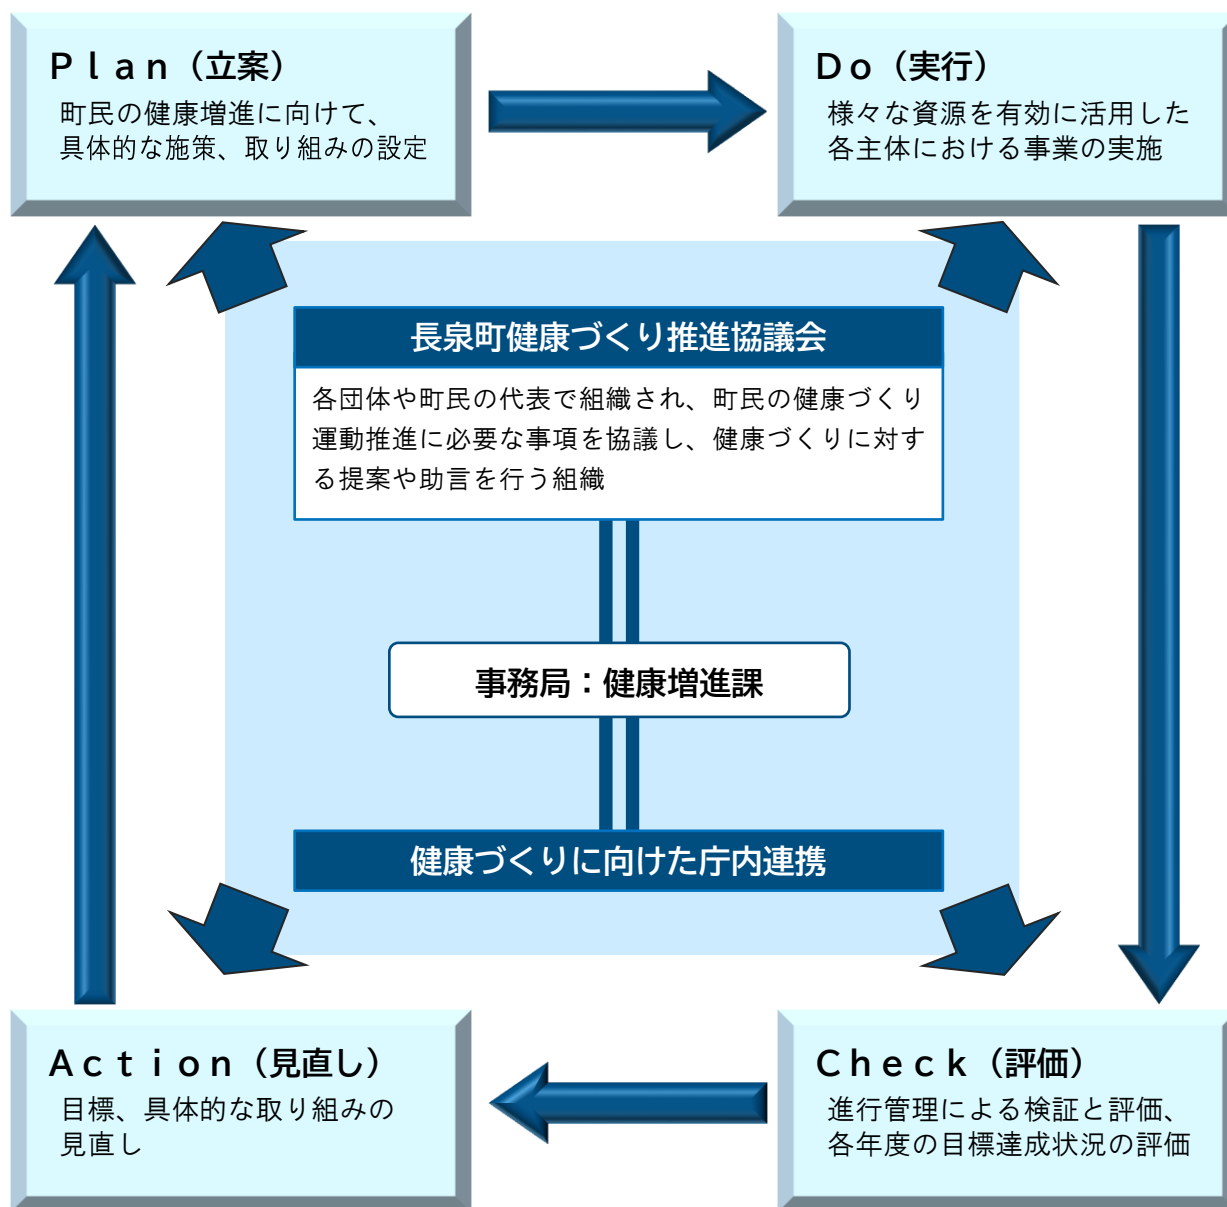 Ｐｌａｎ（立案）
町民の健康増進に向けて、
具体的な施策、取り組みの設定
Ｄｏ（実行）
様々な資源を有効に活用した
各主体における事業の実施
長泉町健康づくり推進協議会
各団体や町民の代表で組織され、町民の健康づくり
運動推進に必要な事項を協議し、健康づくりに対す
る提案や助言を行う組織
事務局：健康増進課
健康づくりに向けた庁内連携
Ａｃｔｉｏｎ（見直し）
目標、具体的な取り組みの
見直し
Ｃｈｅｃｋ（評価）
進行管理による検証と評価、
各年度の目標達成状況の評価